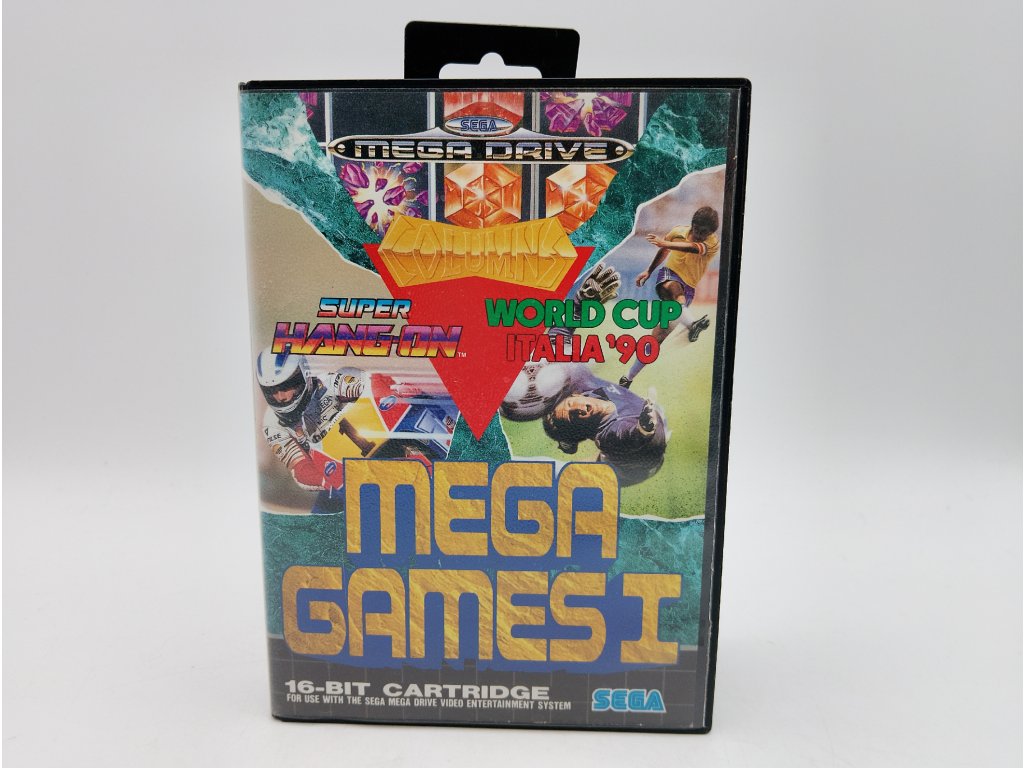 SEGA
MEGA DRIVE
COLUMNS
SUPER
HANG-ON™
WORLD CUP
ITALIA '90
MEGA
GAMES I
16-BIT CARTRIDGE
FOR USE WITH THE SEGA MEGA DRIVE VIDEO ENTERTAINMENT SYSTEM
SEGA